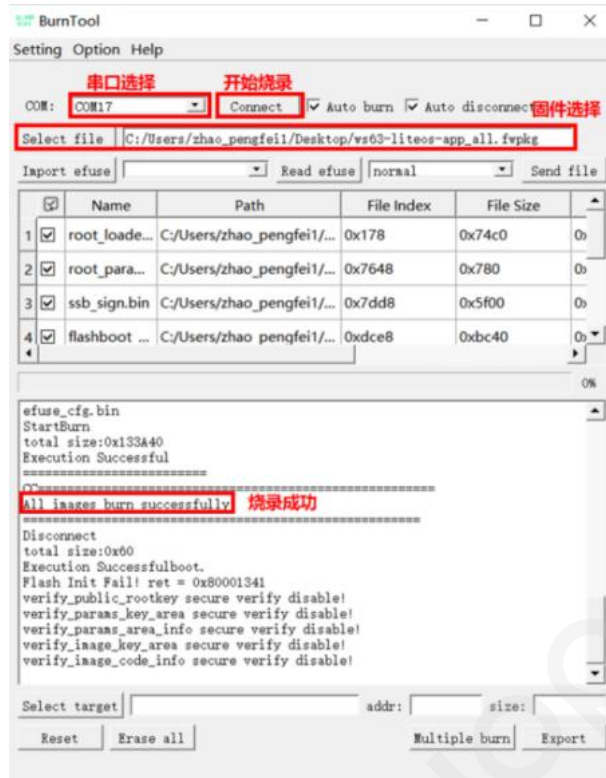 BurnTool
Setting Option Help
串口选择 开始烧录
COM: COM17 Connect Auto burn Auto disconnect 固件选择
Select file C:/Users/zhao_pengfei1/Desktop/ws63-liteos-app_all.fwpkg
Import efuse Read efuse normal Send file
Name Path File Index File Size
1 root_loade... C:/Users/zhao_pengfei1/... 0x178 0x74c0
2 root_para... C:/Users/zhao_pengfei1/... 0x7648 0x780
3 ssb_sign.bin C:/Users/zhao_pengfei1/... 0x7dd8 0x5f00
4 flashboot ... C:/Users/zhao_pengfei1/... 0xdce8 0xbc40
0%
efuse_cfg.bin
StartBurn
total size:0x133A40
Execution Successful
=========================
All images burn successfully 烧录成功
Disconnect
total size:0x60
Execution Successfulboot.
Flash Init Fail! ret = 0x80001341
verify_public_rootkey secure verify disable!
verify_params_key_area secure verify disable!
verify_params_area_info secure verify disable!
verify_image_key_area secure verify disable!
verify_image_code_info secure verify disable!
Select target addr: size:
Reset Erase all Multiple burn Export